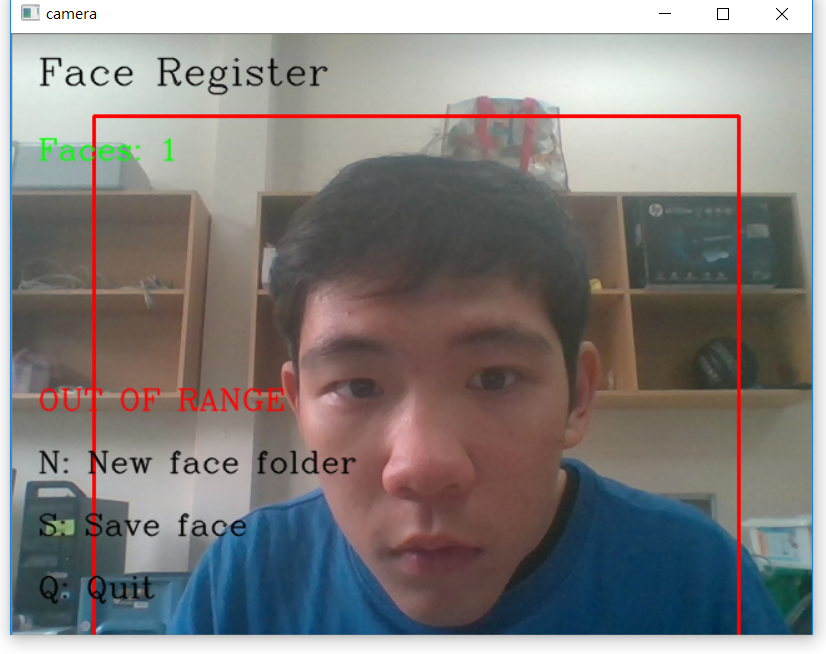 camera
Face Register
Faces: 1
OUT OF RANGE
N: New face folder
S: Save face
Q: Quit